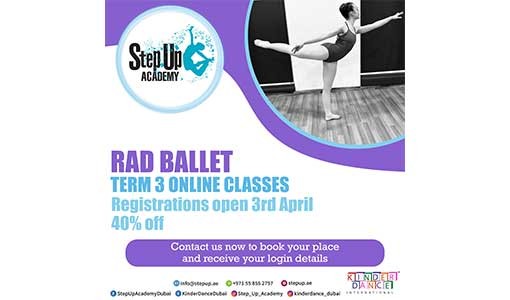 Step Up
ACADEMY
RAD BALLET
TERM 3 ONLINE CLASSES
Registrations open 3rd April
40% off
Contact us now to book your place
and receive your login details
info@stepup.ae +971 55 855 2757 stepup.ae
StepUpAcademyDubai KinderDanceDubai Step_Up_Academy kinderdance_dubai
KINDER
DANCE
INTERNATIONAL